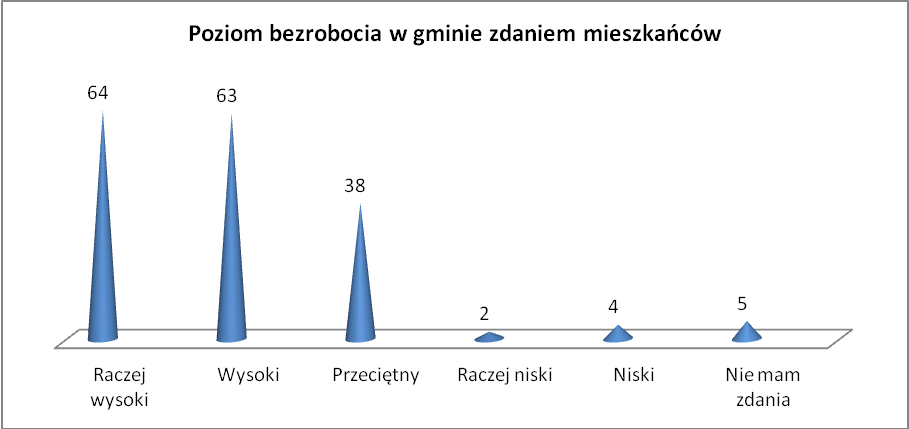 Poziom bezrobocia w gminie zdaniem mieszkańców
64
63
38
2
4
5
Raczej wysoki
Wysoki
Przeciętny
Raczej niski
Niski
Nie mam zdania